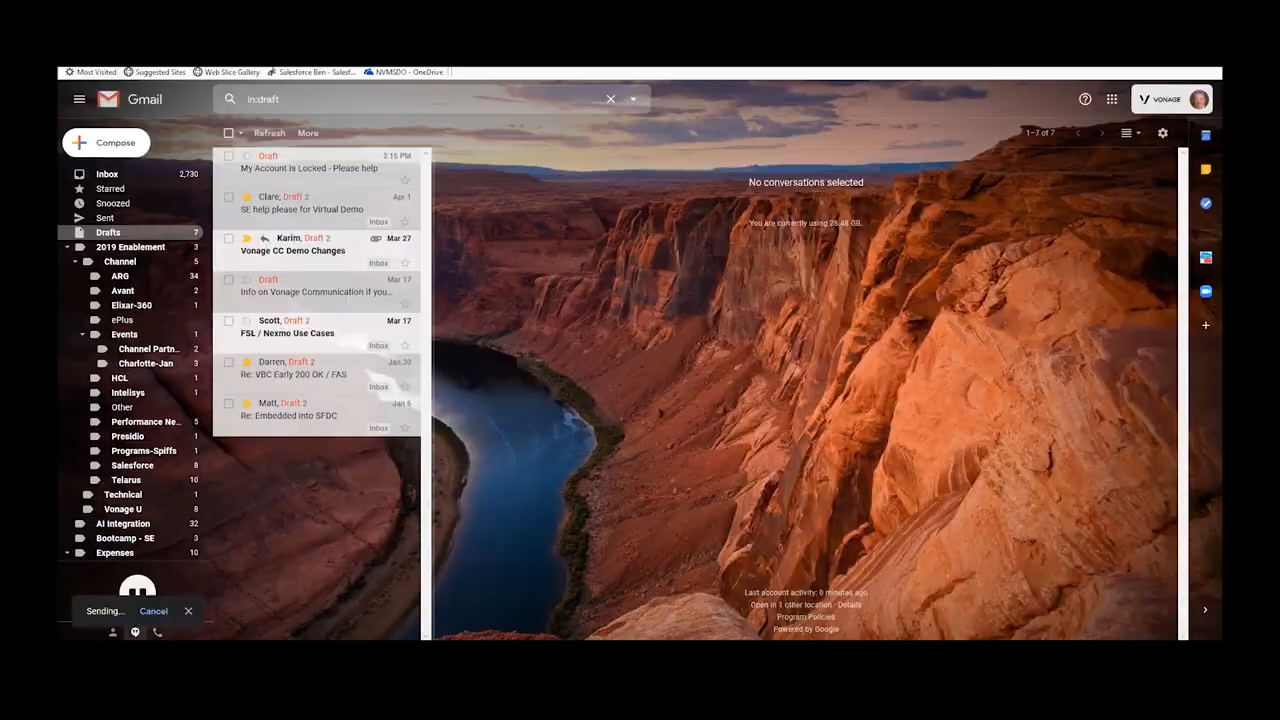 Most Visited Suggested Sites Web Slice Gallery Salesforce Ben - Salesf... NVMSDO - OneDrive
Gmail
in:draft
VONAGE
Refresh More
1-7 of 7
Compose
Inbox 2,730
Starred
Snoozed
Sent
Drafts 7
2019 Enablement 3
Channel 5
ARG 34
Avant 2
Elixar-360 1
ePlus
Events 1
Channel Partn... 2
Charlotte-Jan 3
HCL 1
Intelisys 1
Other
Performance Ne... 5
Presidio 1
Programs-Spiffs 1
Salesforce 8
Telarus 10
Technical 1
Vonage U 8
AI Integration 32
Bootcamp - SE 3
Expenses 10
Sending... Cancel
Draft 2:16 PM
My Account is Locked - Please help
Clare, Draft 2 Apr 1
SE help please for Virtual Demo
Inbox
Karim, Draft 2 Mar 27
Vonage CC Demo Changes
Inbox
Draft Mar 17
Info on Vonage Communication if you...
Scott, Draft 2 Mar 17
FSL / Nexmo Use Cases
Inbox
Darren, Draft 2 Jan 30
Re: VBC Early 200 OK / FAS
Inbox
Matt, Draft 2 Jan 6
Re: Embedded into SFDC
Inbox
No conversations selected
You are currently using 28.48 GB.
Last account activity: 0 minutes ago
Open in 1 other location - Details
Program Policies
Powered by Google